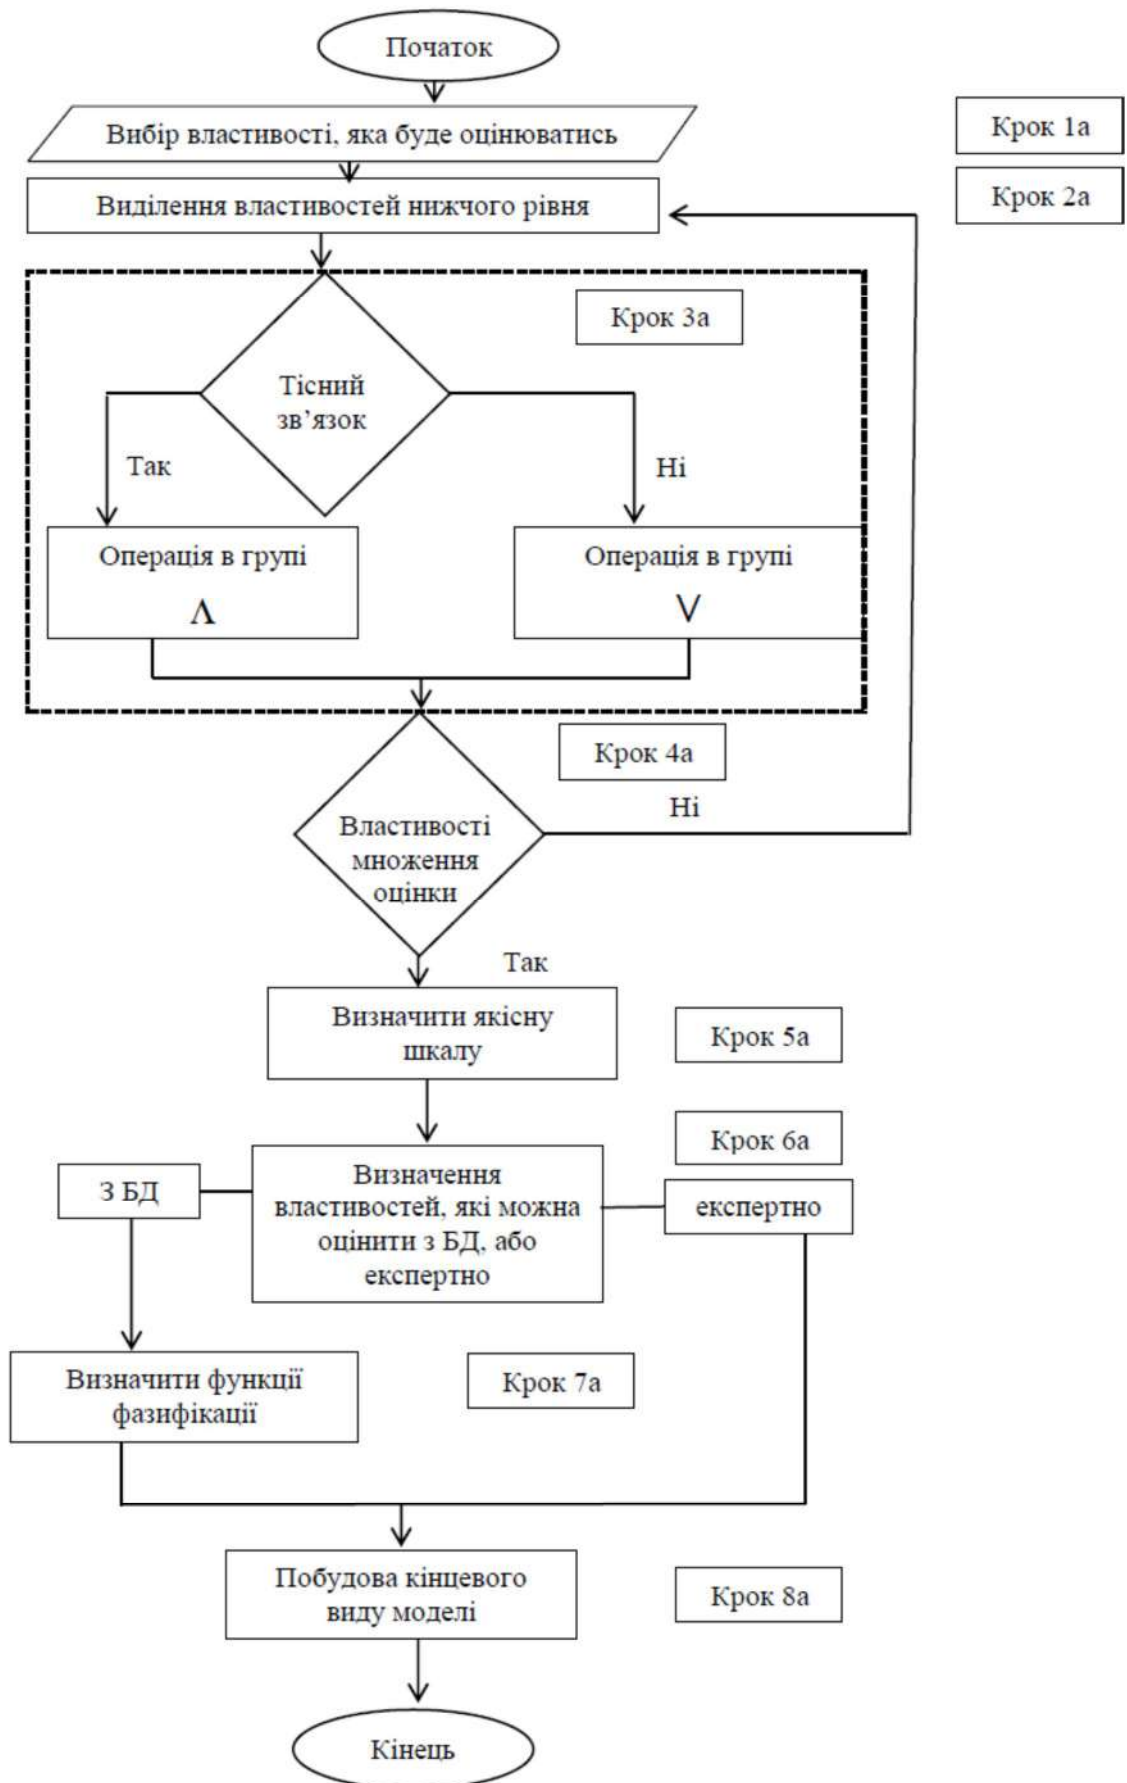 Початок
Вибір властивості, яка буде оцінюватись
Крок 1а
Виділення властивостей нижчого рівня
Крок 2а
Крок 3а
Тісний
зв’язок
Так
Ні
Операція в групі
Λ
Операція в групі
V
Крок 4а
Ні
Властивості
множення
оцінки
Так
Визначити якісну
шкалу
Крок 5а
Крок 6а
З БД
Визначення
властивостей, які можна
оцінити з БД, або
експертно
експертно
Визначити функції
фазифікації
Крок 7а
Побудова кінцевого
виду моделі
Крок 8а
Кінець